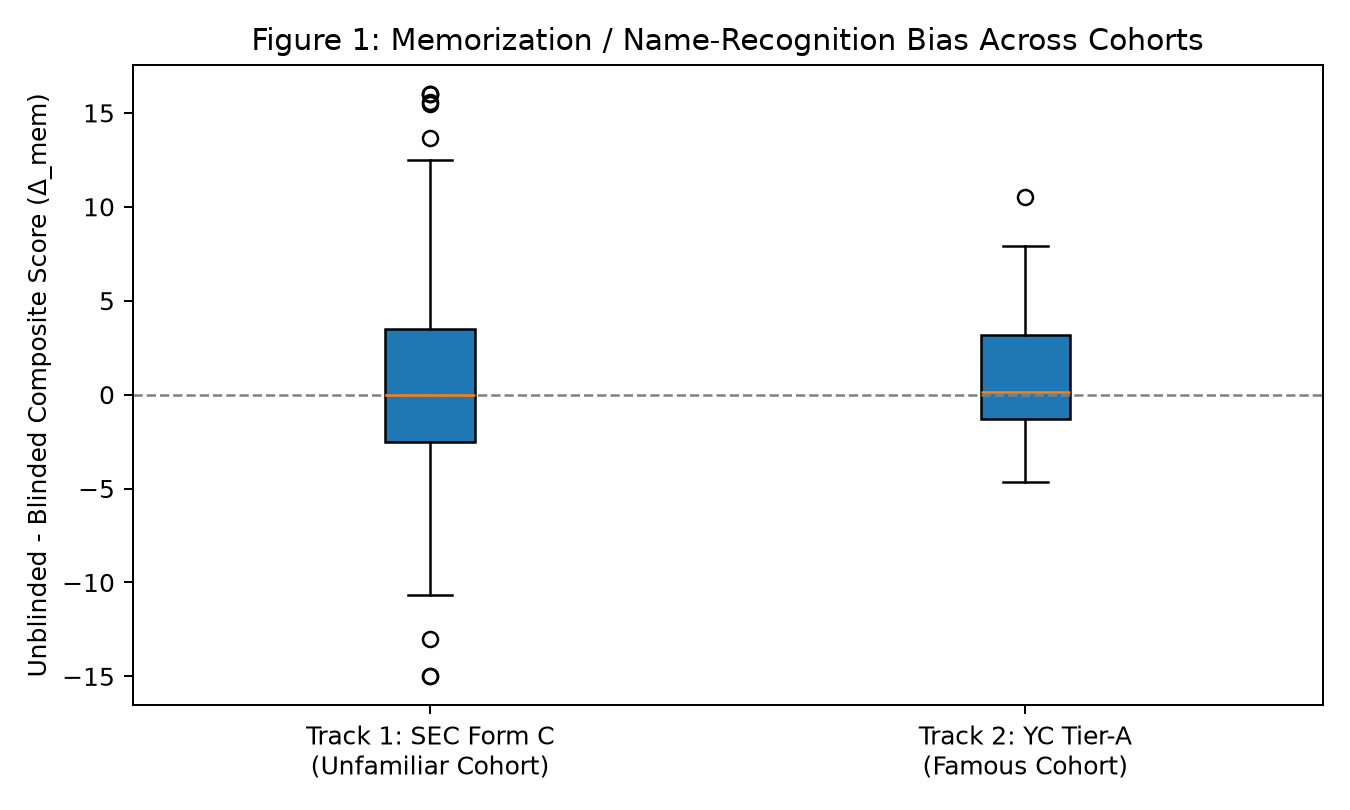 Figure 1: Memorization / Name-Recognition Bias Across Cohorts
Unblinded - Blinded Composite Score (Δ_mem)
15
10
5
0
−5
−10
−15
Track 1: SEC Form C
(Unfamiliar Cohort)
Track 2: YC Tier-A
(Famous Cohort)